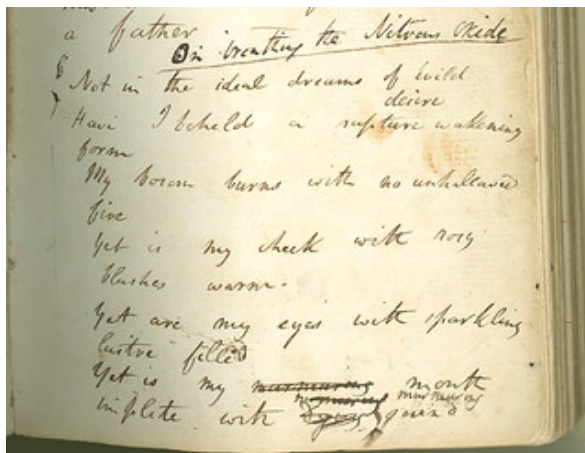 a father
On breathing the Nitrous Oxide
Not in the ideal dreams of wild
desire
Have I beheld a rapture wakening
form
My bosom burns with no unhallowed
fire
Yet is my cheek with rosy
blushes warm.
Yet are my eyes with sparkling
lustre filled
Yet is my murmuring mouth
implete with murmuring